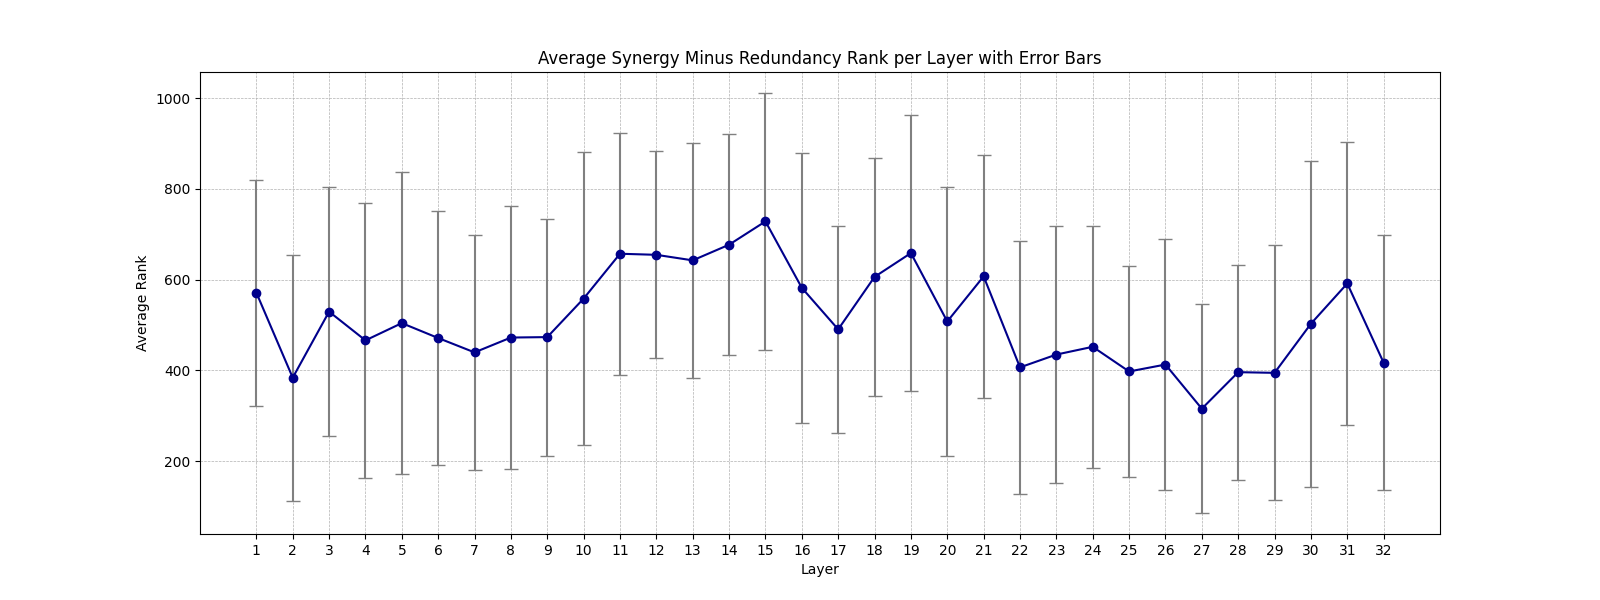 Average Synergy Minus Redundancy Rank per Layer with Error Bars
1000
800
600
400
200
Average Rank
1 2 3 4 5 6 7 8 9 10 11 12 13 14 15 16 17 18 19 20 21 22 23 24 25 26 27 28 29 30 31 32
Layer